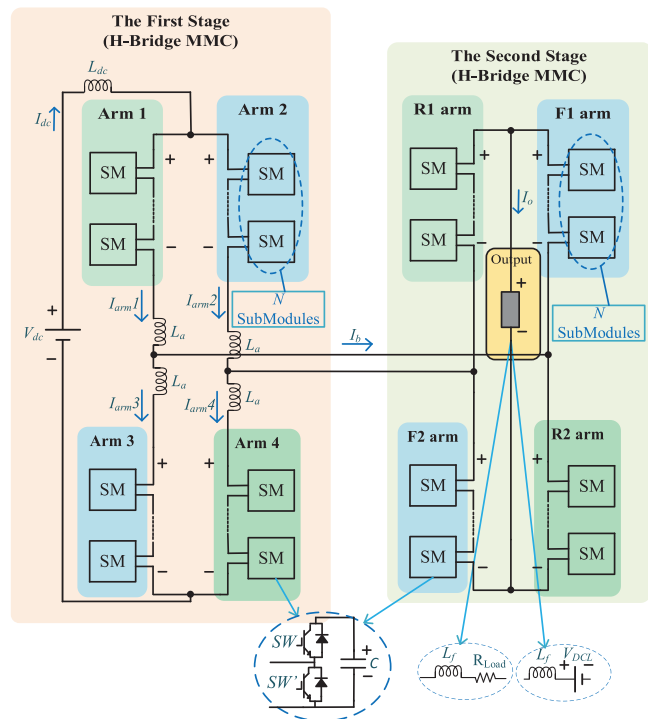 The First Stage
(H-Bridge MMC)
The Second Stage
(H-Bridge MMC)
L_dc
I_dc
Arm 1
Arm 2
R1 arm
F1 arm
+
+
+
+
SM
SM
SM
SM
I_o
SM
SM
SM
SM
−
−
−
−
Output
+
−
I_arm1
I_arm2
N
SubModules
N
SubModules
+
V_dc
−
L_a
L_a
I_b
L_a
L_a
I_arm3
I_arm4
Arm 3
Arm 4
F2 arm
R2 arm
+
+
+
+
SM
SM
SM
SM
SM
SM
SM
SM
−
−
−
−
SW
SW'
+
C
−
L_f
R_Load
L_f
+
V_DCL
−